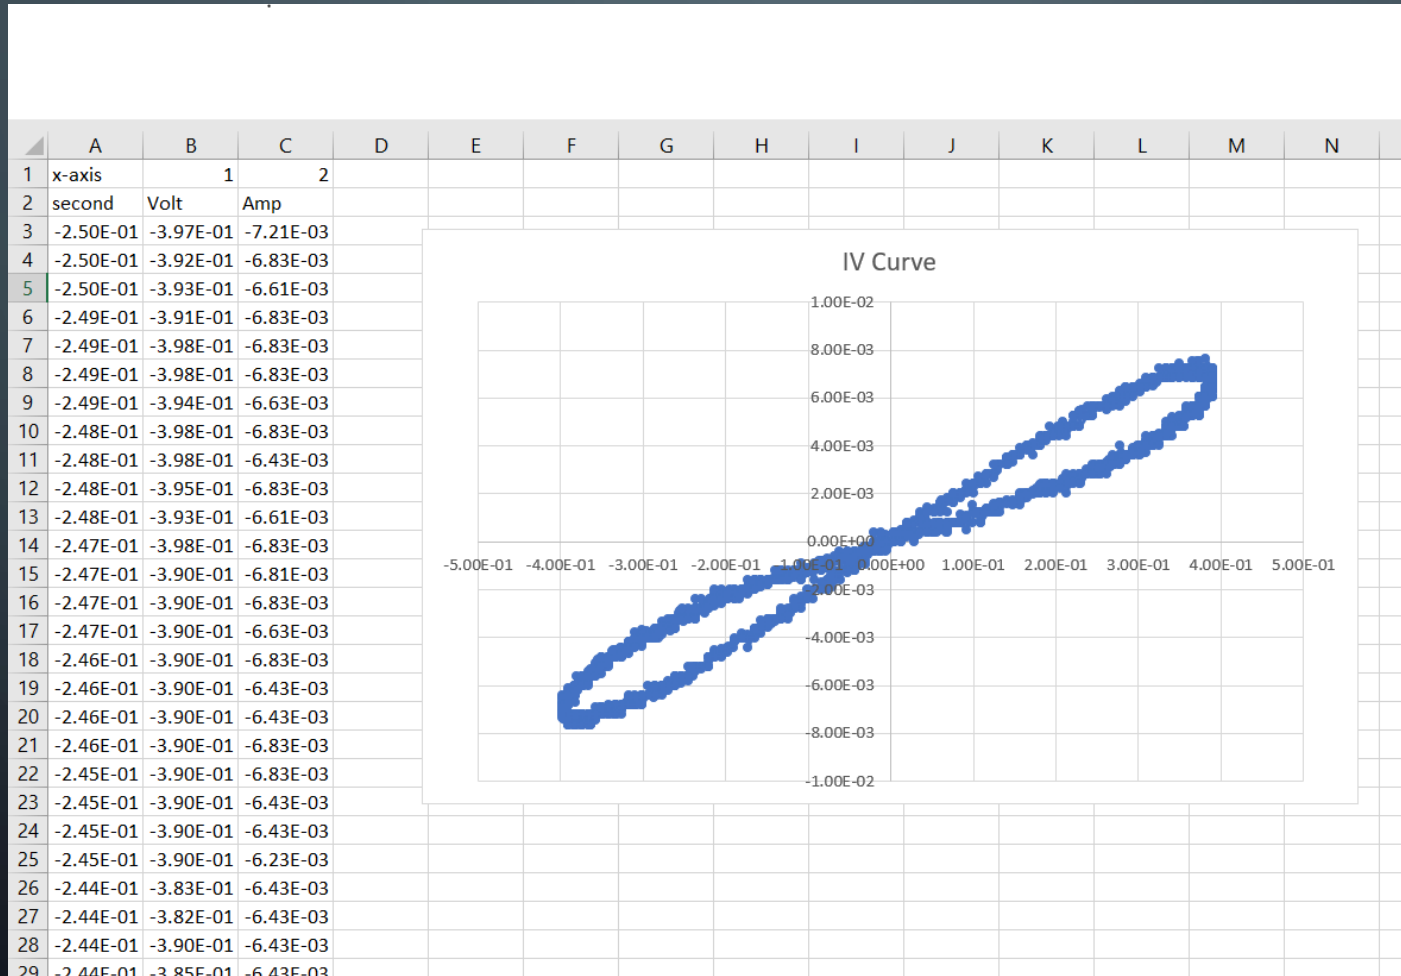 A B C D E F G H I J K L M N
1 x-axis 1 2
2 second Volt Amp
3 -2.50E-01 -3.97E-01 -7.21E-03
4 -2.50E-01 -3.92E-01 -6.83E-03
5 -2.50E-01 -3.93E-01 -6.61E-03
6 -2.49E-01 -3.91E-01 -6.83E-03
7 -2.49E-01 -3.98E-01 -6.83E-03
8 -2.49E-01 -3.98E-01 -6.83E-03
9 -2.49E-01 -3.94E-01 -6.63E-03
10 -2.48E-01 -3.98E-01 -6.83E-03
11 -2.48E-01 -3.98E-01 -6.43E-03
12 -2.48E-01 -3.95E-01 -6.83E-03
13 -2.48E-01 -3.93E-01 -6.61E-03
14 -2.47E-01 -3.98E-01 -6.83E-03
15 -2.47E-01 -3.90E-01 -6.81E-03
16 -2.47E-01 -3.90E-01 -6.83E-03
17 -2.47E-01 -3.90E-01 -6.63E-03
18 -2.46E-01 -3.90E-01 -6.83E-03
19 -2.46E-01 -3.90E-01 -6.43E-03
20 -2.46E-01 -3.90E-01 -6.43E-03
21 -2.46E-01 -3.90E-01 -6.83E-03
22 -2.45E-01 -3.90E-01 -6.83E-03
23 -2.45E-01 -3.90E-01 -6.43E-03
24 -2.45E-01 -3.90E-01 -6.43E-03
25 -2.45E-01 -3.90E-01 -6.23E-03
26 -2.44E-01 -3.83E-01 -6.43E-03
27 -2.44E-01 -3.82E-01 -6.43E-03
28 -2.44E-01 -3.90E-01 -6.43E-03
29 -2.44E-01 -3.85E-01 -6.43E-03
IV Curve
1.00E-02
8.00E-03
6.00E-03
4.00E-03
2.00E-03
0.00E+00
-5.00E-01 -4.00E-01 -3.00E-01 -2.00E-01 -1.00E-01 0.00E+00 1.00E-01 2.00E-01 3.00E-01 4.00E-01 5.00E-01
-2.00E-03
-4.00E-03
-6.00E-03
-8.00E-03
-1.00E-02